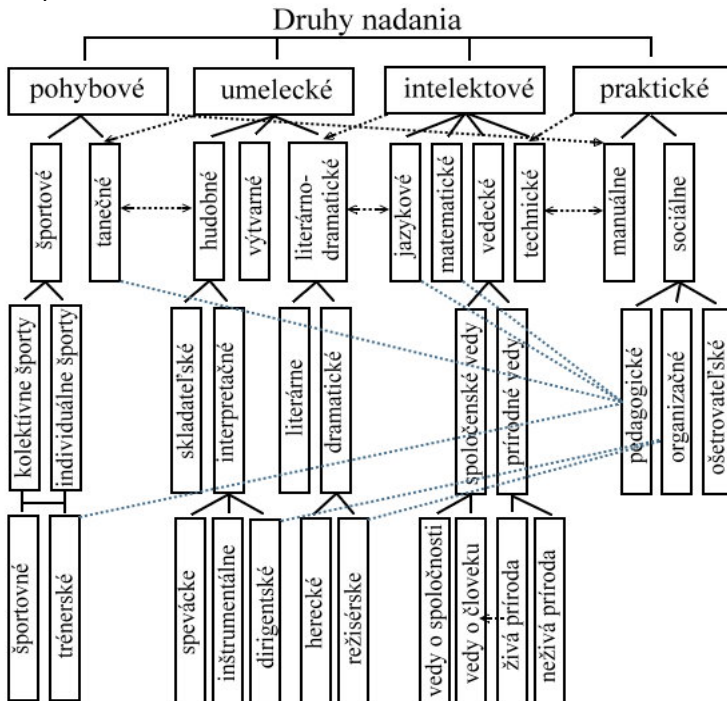 Druhy nadania
pohybové
umelecké
intelektové
praktické
športové
tanečné
hudobné
výtvarné
literárno-
dramatické
jazykové
matematické
vedecké
technické
manuálne
sociálne
kolektívne športy
individuálne športy
skladateľské
interpretačné
literárne
dramatické
spoločenské vedy
prírodné vedy
pedagogické
organizačné
ošetrovateľské
športovné
trénerské
spevácke
inštrumentálne
dirigentské
herecké
režisérske
vedy o spoločnosti
vedy o človeku
živá príroda
neživá príroda